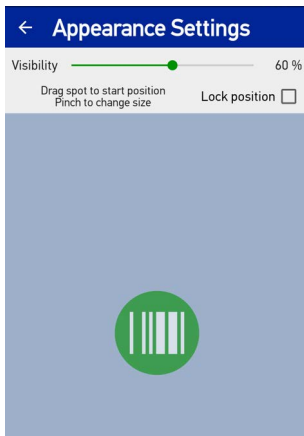 Appearance Settings
Visibility 60 %
Drag spot to start position
Pinch to change size
Lock position